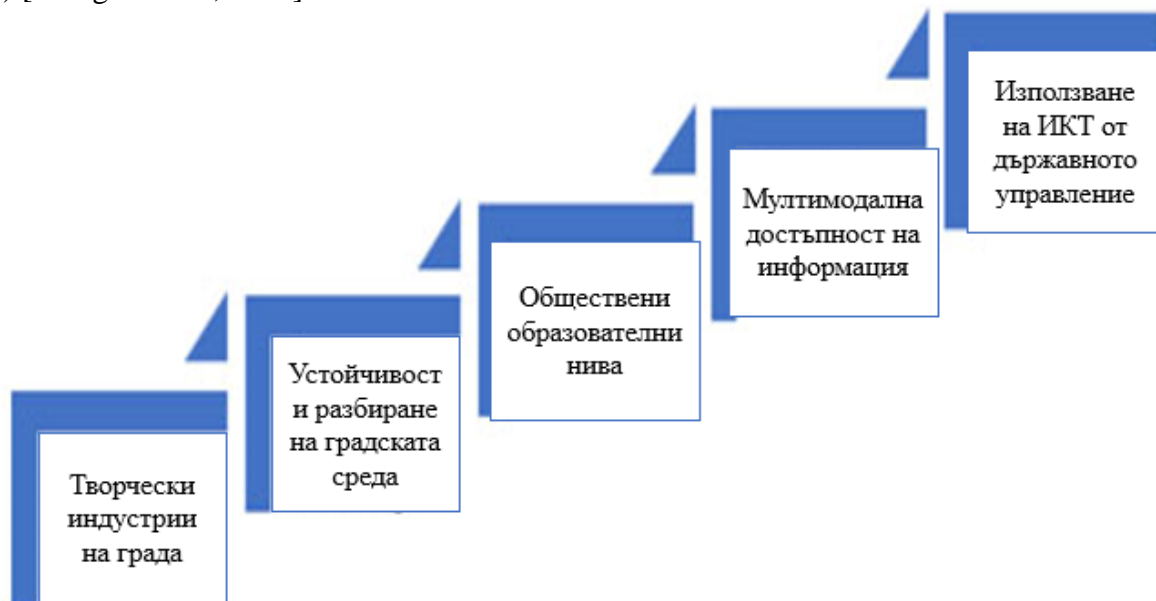 Творчески
индустрии
на града
Устойчивост
и разбиране
на градската
среда
Обществени
образователни
нива
Мултимодална
достъпност на
информация
Използване
на ИКТ от
държавното
управление